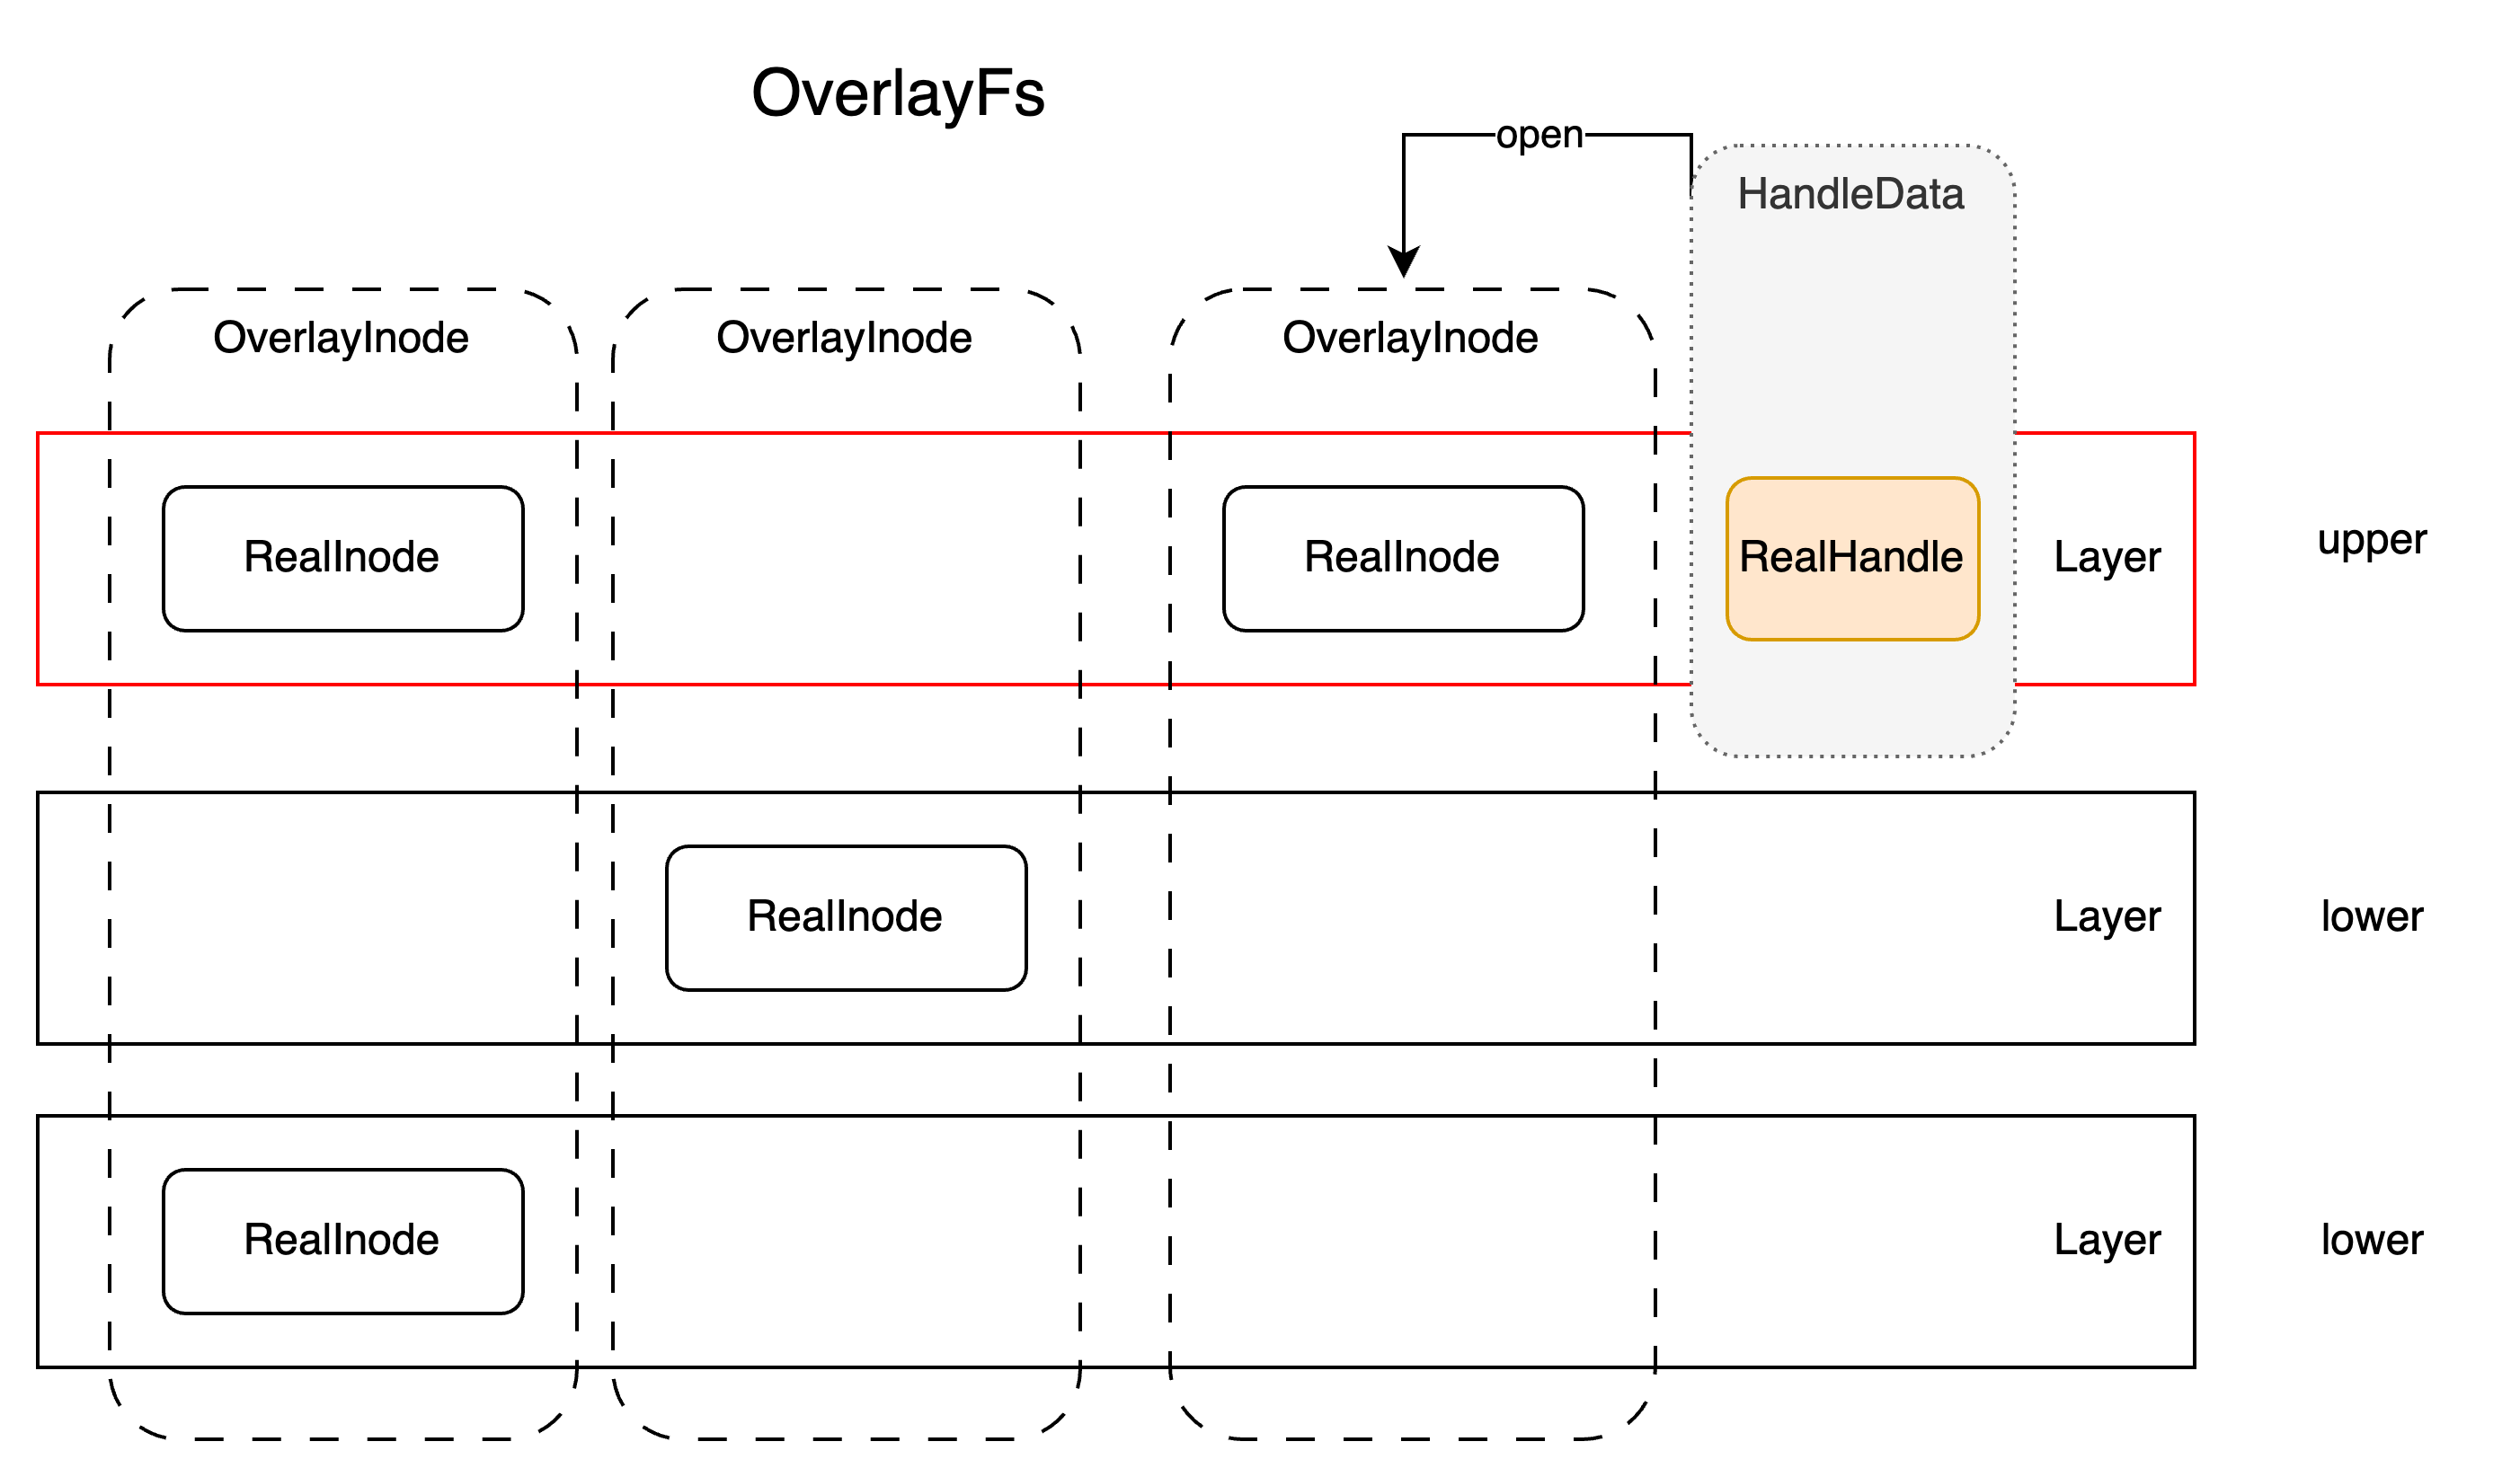 OverlayFs
open
HandleData
OverlayInode
OverlayInode
OverlayInode
RealInode
RealInode
RealHandle
Layer
upper
RealInode
Layer
lower
RealInode
Layer
lower